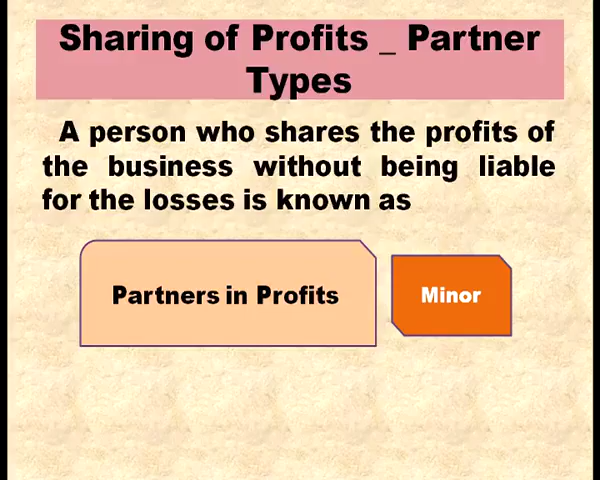 Sharing of Profits _ Partner
Types
A person who shares the profits of
the business without being liable
for the losses is known as
Partners in Profits
Minor